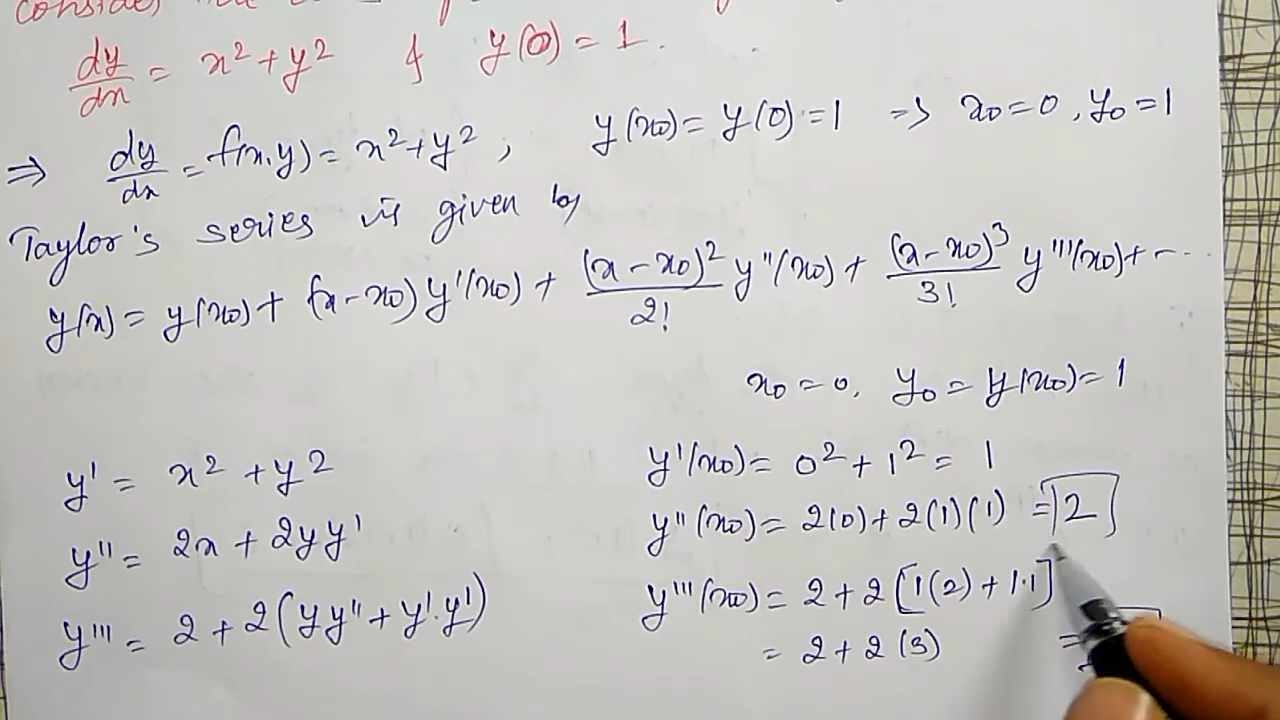 consider
dy/dx = x² + y² & y(0) = 1.
⇒ dy/dx = f(x,y) = x² + y² , y(x0) = y(0) = 1 ⇒ x0 = 0, y0 = 1
Taylor's series is given by
y(x) = y(x0) + (x - x0) y'(x0) + (x - x0)²/2! y''(x0) + (x - x0)³/3! y'''(x0) + - ...
x0 = 0, y0 = y(x0) = 1
y' = x² + y²
y'' = 2x + 2yy'
y''' = 2 + 2(yy'' + y'.y')
y'(x0) = 0² + 1² = 1
y''(x0) = 2(0) + 2(1)(1) = 2
y'''(x0) = 2 + 2[1(2) + 1.1]
= 2 + 2(3) =